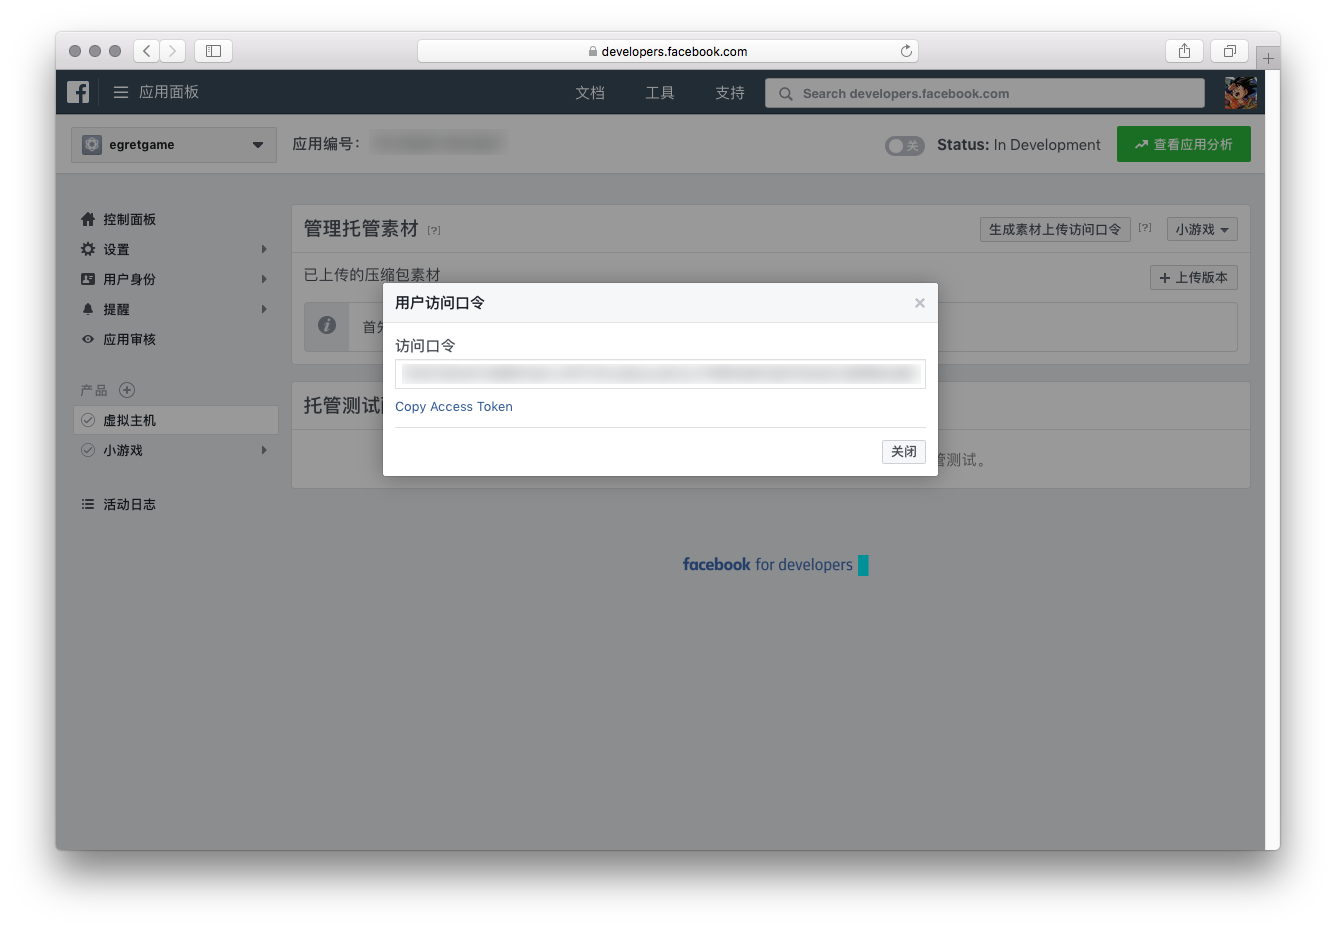 developers.facebook.com
应用面板
文档
工具
支持
Search developers.facebook.com
egretgame
应用编号：
关
Status: In Development
查看应用分析
控制面板
设置
用户身份
提醒
应用审核
产品
虚拟主机
小游戏
活动日志
管理托管素材 [?]
生成素材上传访问口令 [?]
小游戏
已上传的压缩包素材
+ 上传版本
首
用户访问口令
访问口令
Copy Access Token
关闭
托管测试
管测试。
facebook for developers